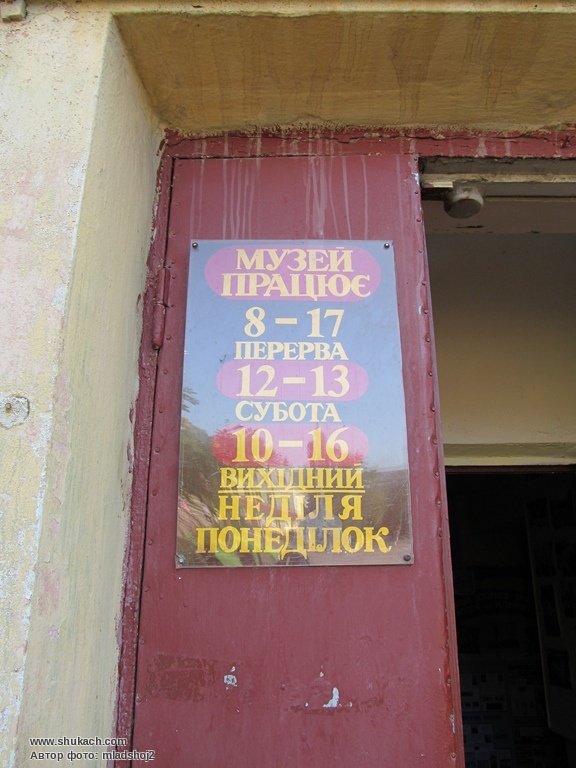 МУЗЕЙ
ПРАЦЮЄ
8 – 17
ПЕРЕРВА
12 – 13
СУБОТА
10 – 16
ВИХІДНИЙ
НЕДІЛЯ
ПОНЕДІЛОК
www.shukach.com
Автор фото: mladshoj2